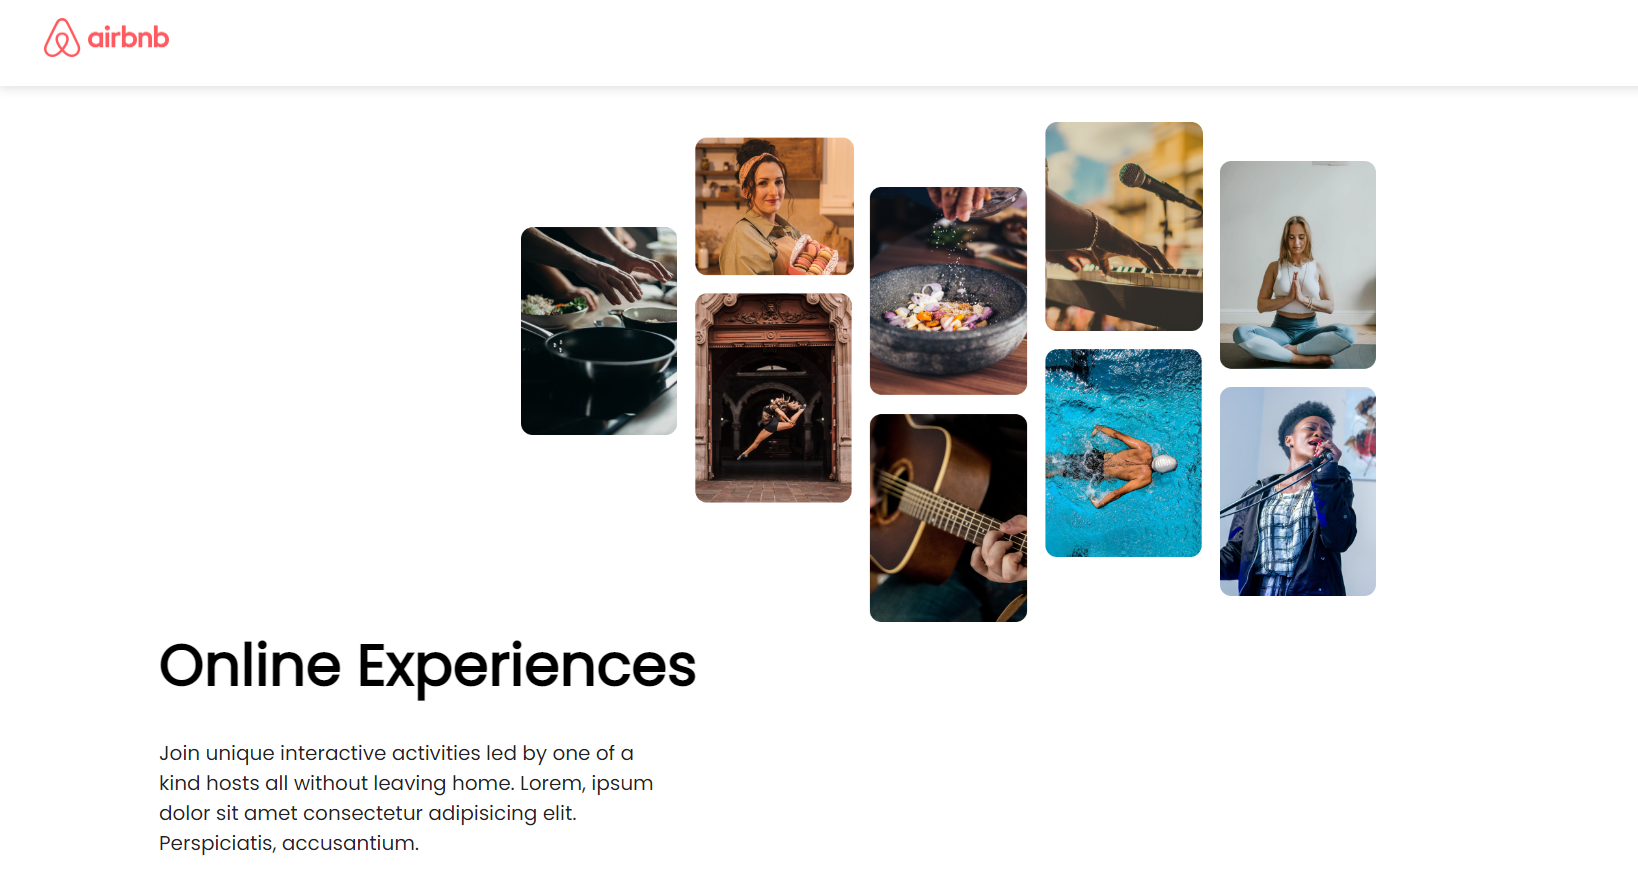 airbnb
Online Experiences
Join unique interactive activities led by one of a
kind hosts all without leaving home. Lorem, ipsum
dolor sit amet consectetur adipisicing elit.
Perspiciatis, accusantium.